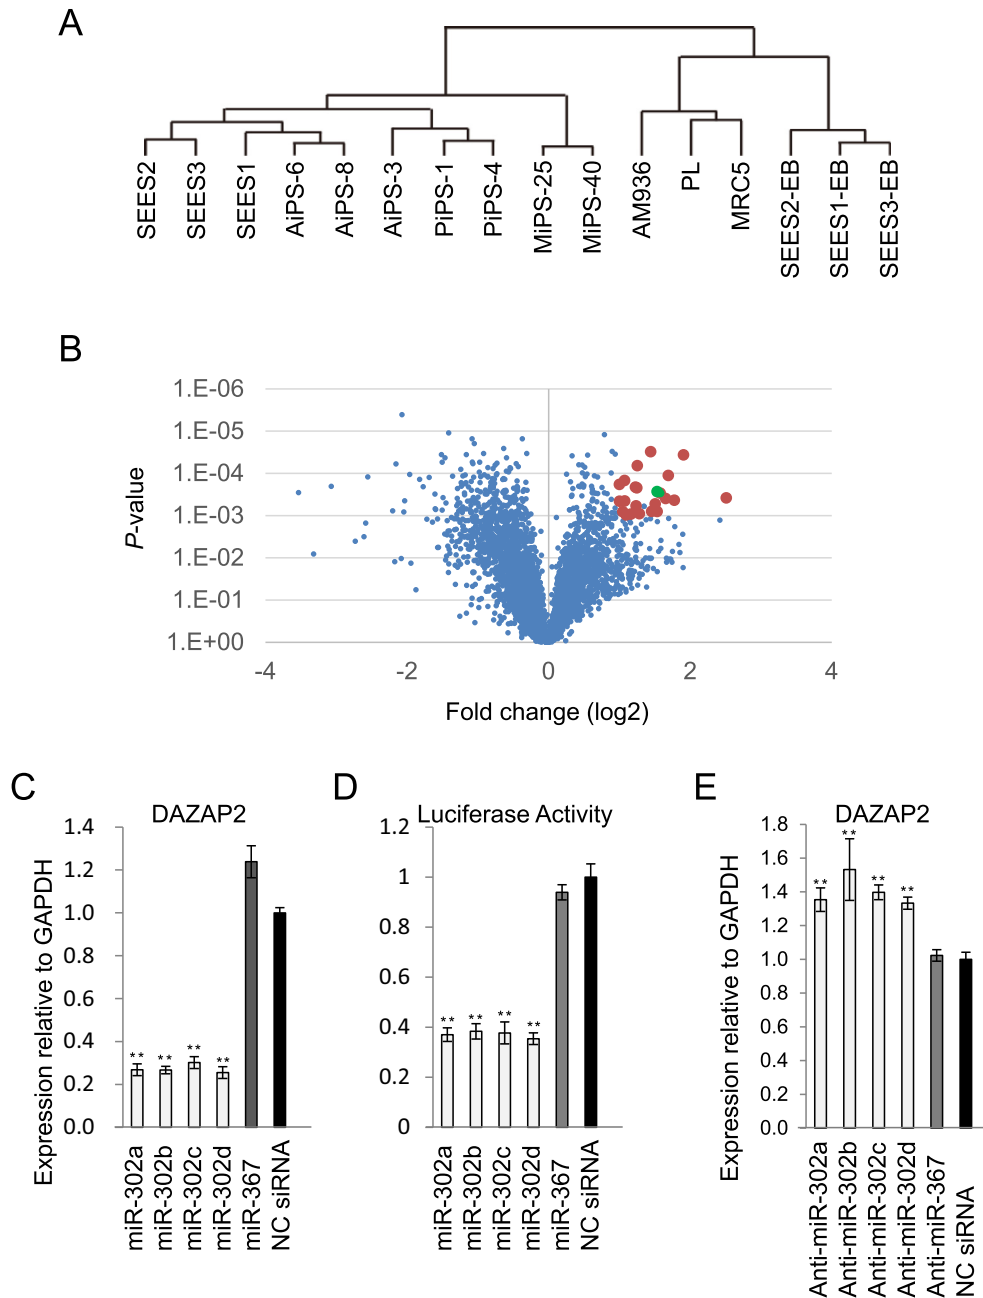 A
SEES2
SEES3
SEES1
AiPS-6
AiPS-8
AiPS-3
PiPS-1
PiPS-4
MiPS-25
MiPS-40
AM936
PL
MRC5
SEES2-EB
SEES1-EB
SEES3-EB
B
P-value
1.E-06
1.E-05
1.E-04
1.E-03
1.E-02
1.E-01
1.E+00
-4 -2 0 2 4
Fold change (log2)
C
DAZAP2
Expression relative to GAPDH
1.4
1.2
1.0
0.8
0.6
0.4
0.2
0.0
** ** ** **
miR-302a
miR-302b
miR-302c
miR-302d
miR-367
NC siRNA
D
Luciferase Activity
1.2
1
0.8
0.6
0.4
0.2
0
** ** ** **
miR-302a
miR-302b
miR-302c
miR-302d
miR-367
NC siRNA
E
DAZAP2
Expression relative to GAPDH
1.8
1.6
1.4
1.2
1.0
0.8
0.6
0.4
0.2
0.0
** ** ** **
Anti-miR-302a
Anti-miR-302b
Anti-miR-302c
Anti-miR-302d
Anti-miR-367
NC siRNA